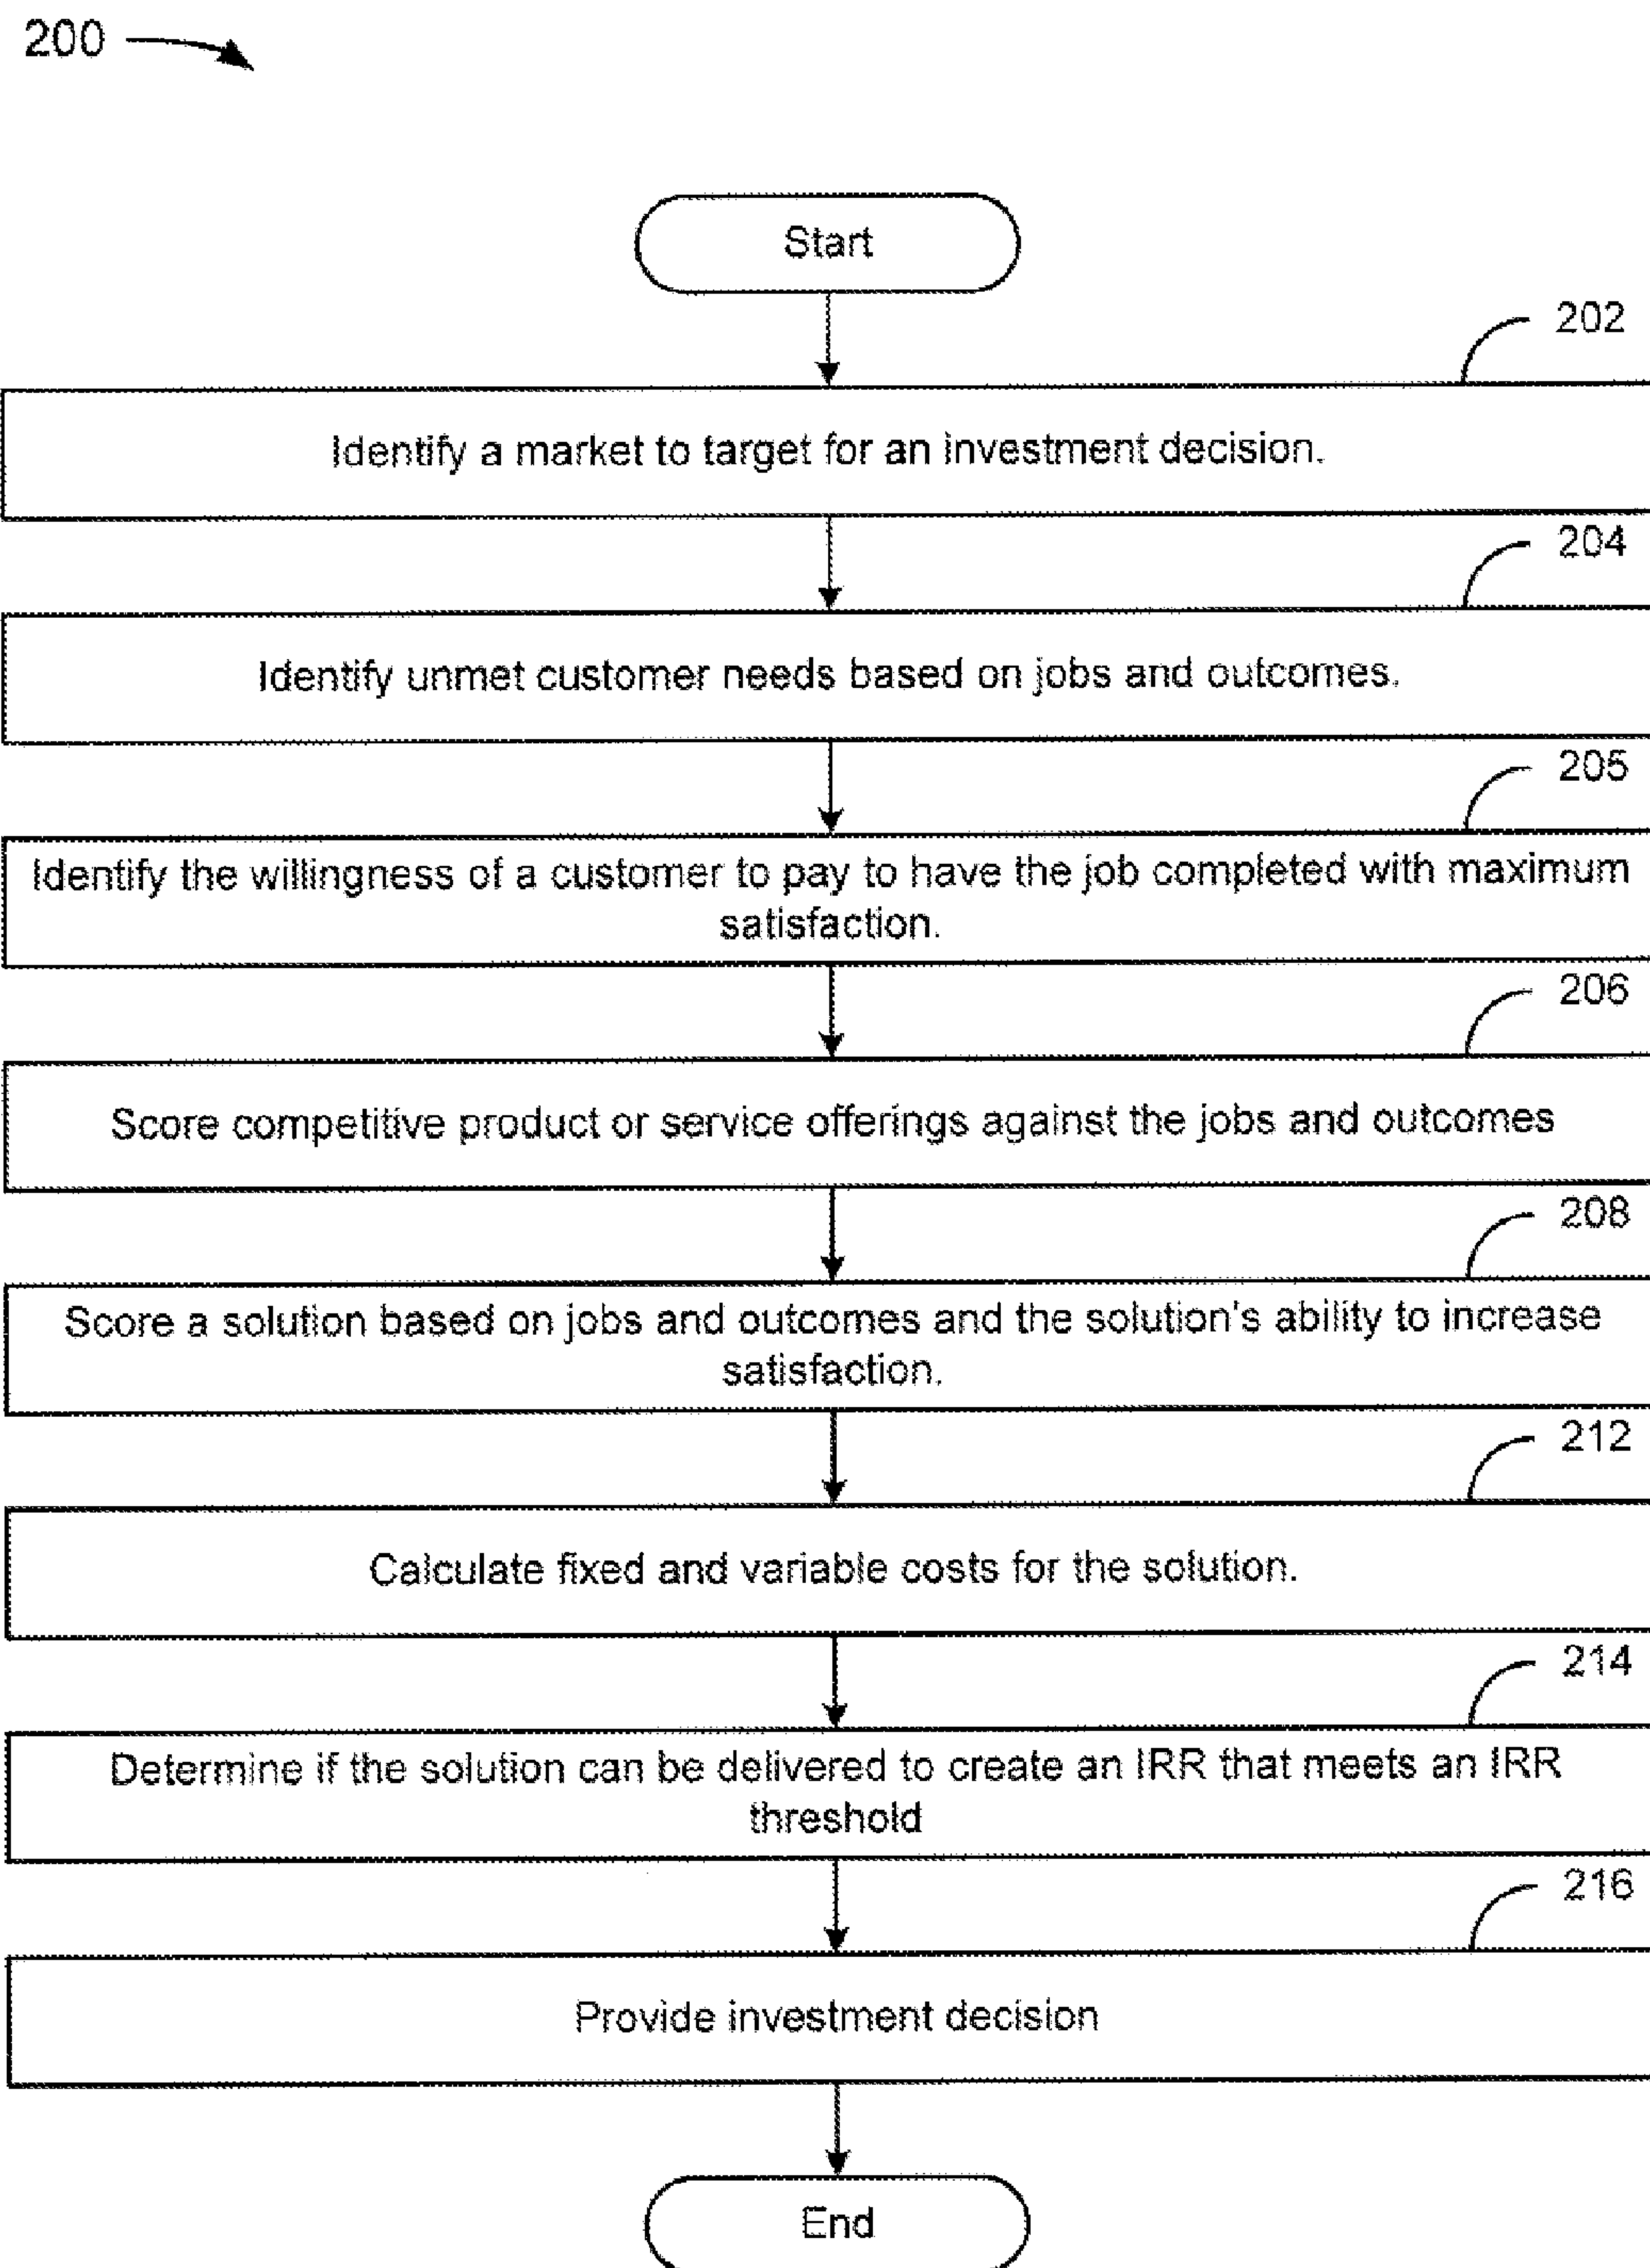 200
Start
202
Identify a market to target for an investment decision.
204
Identify unmet customer needs based on jobs and outcomes.
205
Identify the willingness of a customer to pay to have the job completed with maximum
satisfaction.
206
Score competitive product or service offerings against the jobs and outcomes
208
Score a solution based on jobs and outcomes and the solution's ability to increase
satisfaction.
212
Calculate fixed and variable costs for the solution.
214
Determine if the solution can be delivered to create an IRR that meets an IRR
threshold
216
Provide investment decision
End